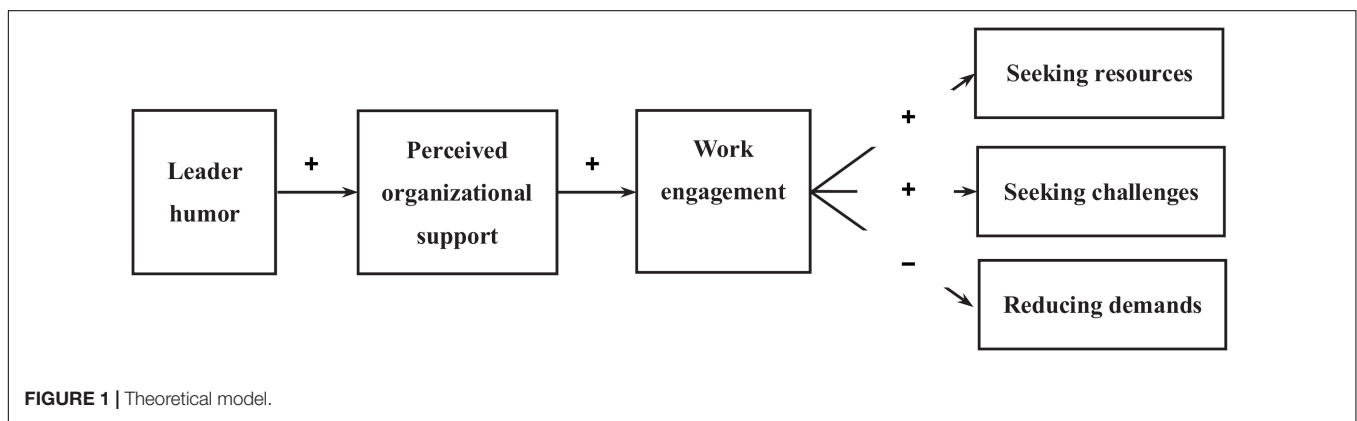 Leader
humor
+
Perceived
organizational
support
+
Work
engagement
+
+
−
Seeking resources
Seeking challenges
Reducing demands
FIGURE 1 | Theoretical model.